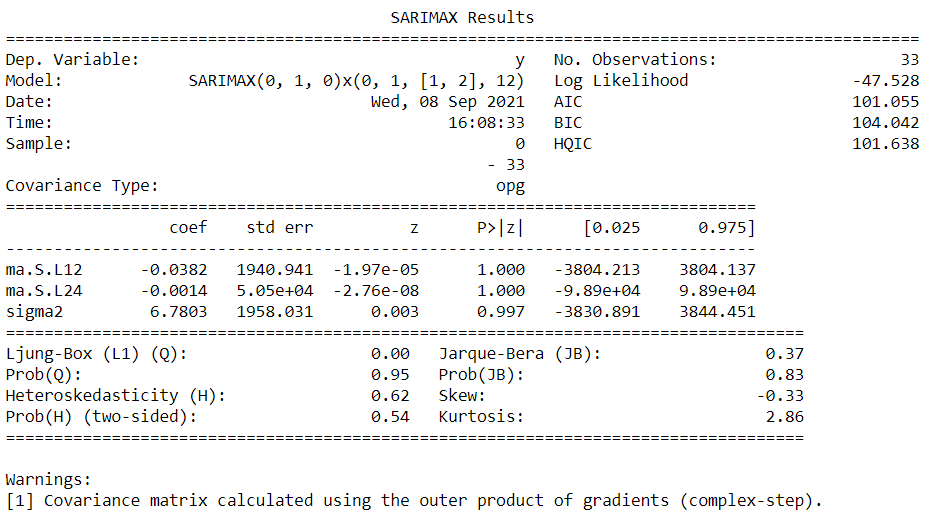 SARIMAX Results
==============================================================================================
Dep. Variable:                                  y   No. Observations:                   33
Model:             SARIMAX(0, 1, 0)x(0, 1, [1, 2], 12)   Log Likelihood                 -47.528
Date:                            Wed, 08 Sep 2021   AIC                            101.055
Time:                                    16:08:33   BIC                            104.042
Sample:                                         0   HQIC                           101.638
- 33
Covariance Type:                              opg
==============================================================================
coef    std err          z      P>|z|      [0.025      0.975]
------------------------------------------------------------------------------
ma.S.L12      -0.0382   1940.941  -1.97e-05      1.000   -3804.213    3804.137
ma.S.L24      -0.0014   5.05e+04  -2.76e-08      1.000   -9.89e+04    9.89e+04
sigma2         6.7803   1958.031      0.003      0.997   -3830.891    3844.451
===================================================================================
Ljung-Box (L1) (Q):                   0.00   Jarque-Bera (JB):                 0.37
Prob(Q):                              0.95   Prob(JB):                         0.83
Heteroskedasticity (H):               0.62   Skew:                            -0.33
Prob(H) (two-sided):                  0.54   Kurtosis:                         2.86
===================================================================================
Warnings:
[1] Covariance matrix calculated using the outer product of gradients (complex-step).